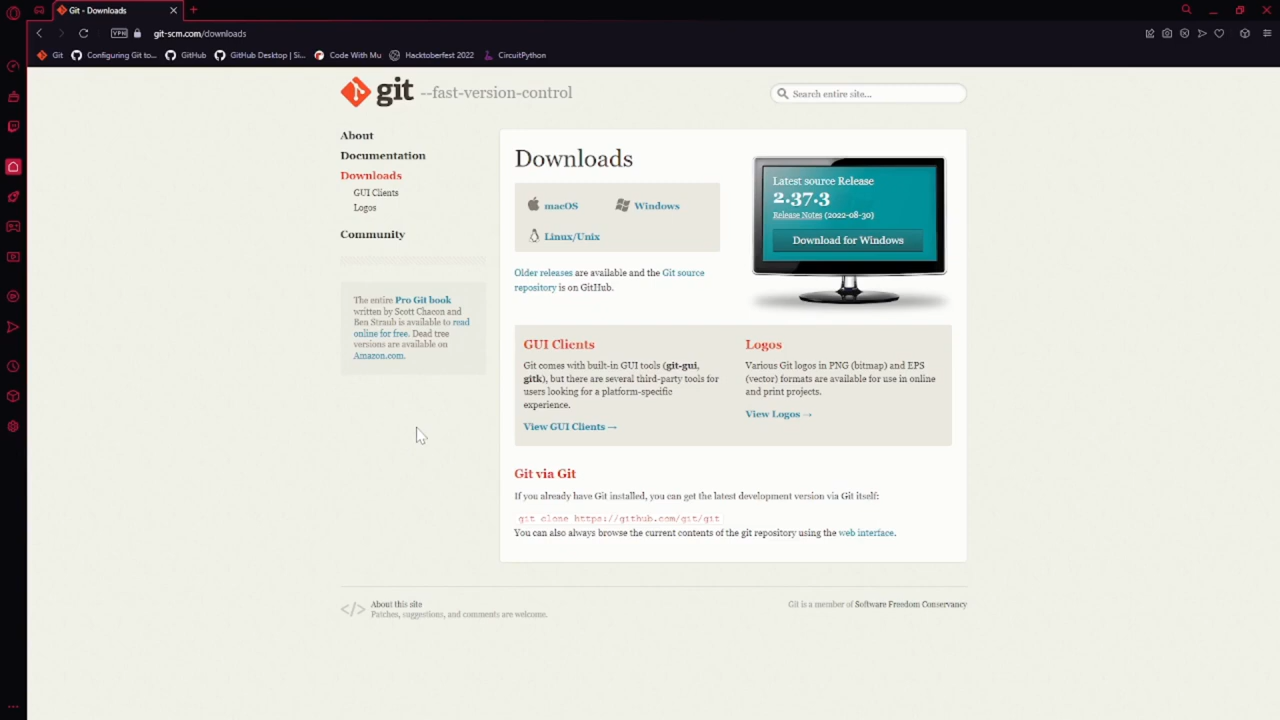 Git - Downloads
VPN
git-scm.com/downloads
Git
Configuring Git to...
GitHub
GitHub Desktop | Si...
Code With Mu
Hacktoberfest 2022
CircuitPython
git --fast-version-control
Search entire site...
About
Documentation
Downloads
GUI Clients
Logos
Community
The entire Pro Git book
written by Scott Chacon and
Ben Straub is available to read
online for free. Dead tree
versions are available on
Amazon.com.
Downloads
macOS
Windows
Linux/Unix
Older releases are available and the Git source
repository is on GitHub.
Latest source Release
2.37.3
Release Notes (2022-08-30)
Download for Windows
GUI Clients
Git comes with built-in GUI tools (git-gui,
gitk), but there are several third-party tools for
users looking for a platform-specific
experience.
View GUI Clients →
Logos
Various Git logos in PNG (bitmap) and EPS
(vector) formats are available for use in online
and print projects.
View Logos →
Git via Git
If you already have Git installed, you can get the latest development version via Git itself:
git clone https://github.com/git/git
You can also always browse the current contents of the git repository using the web interface.
</> About this site
Patches, suggestions, and comments are welcome.
Git is a member of Software Freedom Conservancy